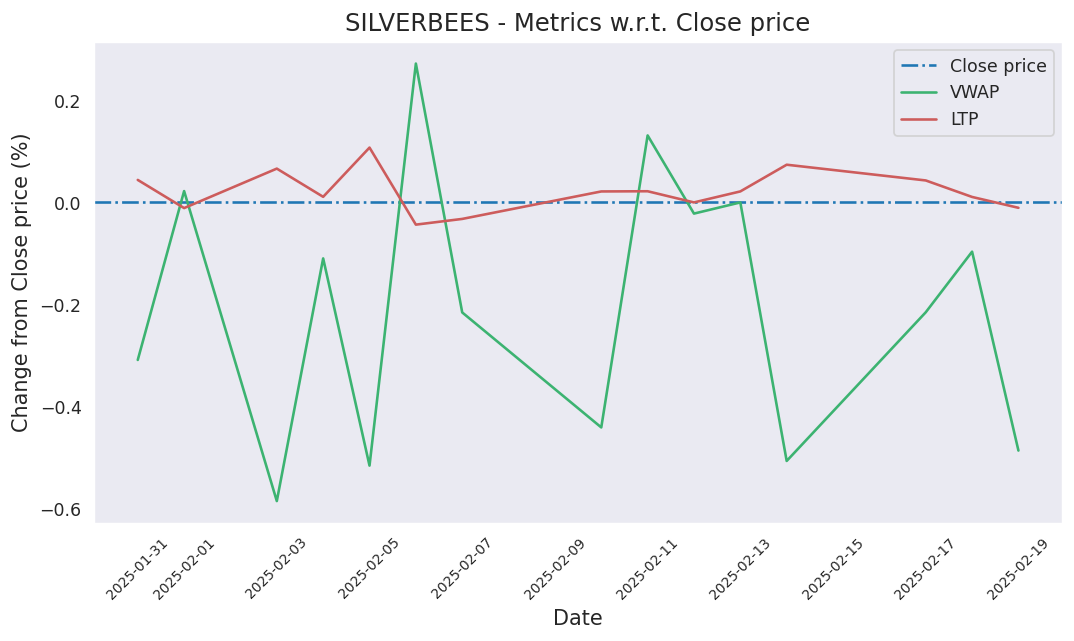 SILVERBEES - Metrics w.r.t. Close price
Close price
VWAP
LTP
Change from Close price (%)
0.2
0.0
−0.2
−0.4
−0.6
2025-01-31
2025-02-01
2025-02-03
2025-02-05
2025-02-07
2025-02-09
2025-02-11
2025-02-13
2025-02-15
2025-02-17
2025-02-19
Date